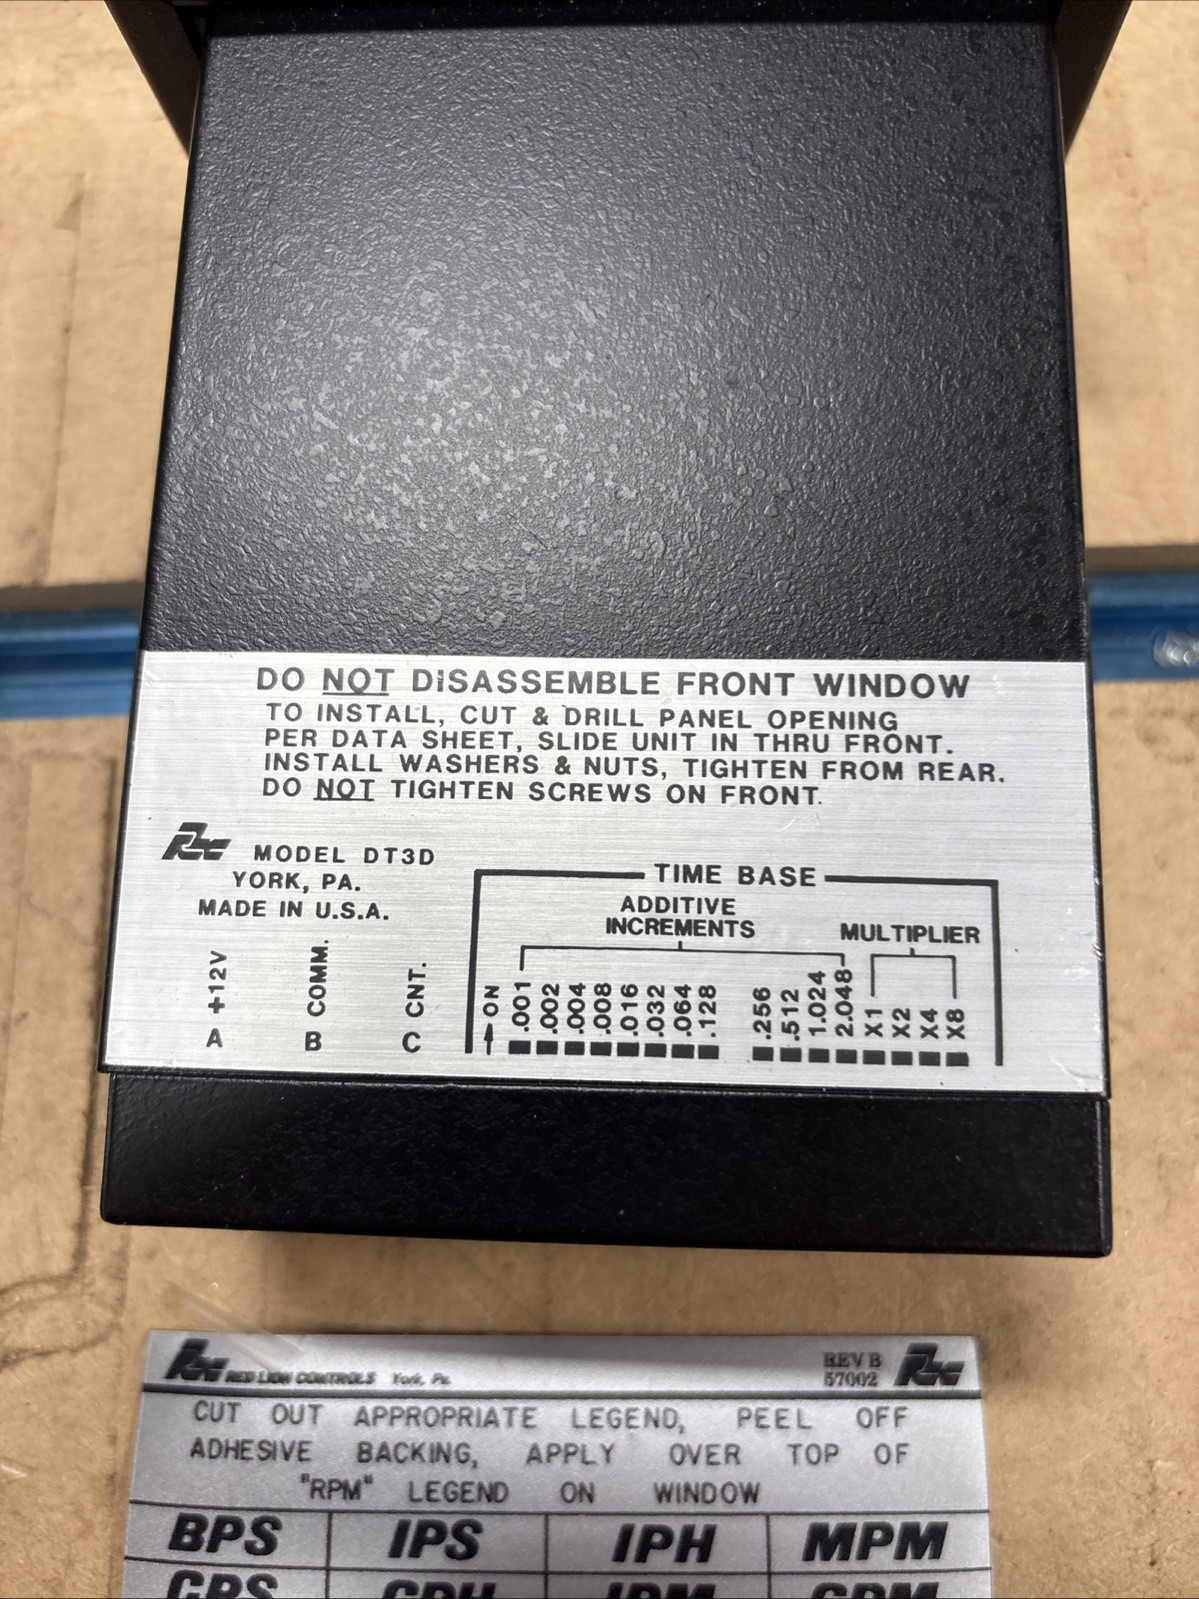 DO NOT DISASSEMBLE FRONT WINDOW
TO INSTALL, CUT & DRILL PANEL OPENING
PER DATA SHEET, SLIDE UNIT IN THRU FRONT.
INSTALL WASHERS & NUTS, TIGHTEN FROM REAR.
DO NOT TIGHTEN SCREWS ON FRONT.
MODEL DT3D
YORK, PA.
MADE IN U.S.A.
A +12V
B COMM.
C CNT.
TIME BASE
ADDITIVE
INCREMENTS
MULTIPLIER
ON
.001
.002
.004
.008
.016
.032
.064
.128
.256
.512
1.024
2.048
X1
X2
X4
X8
RED LION CONTROLS York, Pa.
REV B
57002
CUT OUT APPROPRIATE LEGEND, PEEL OFF
ADHESIVE BACKING, APPLY OVER TOP OF
"RPM" LEGEND ON WINDOW
BPS IPS IPH MPM